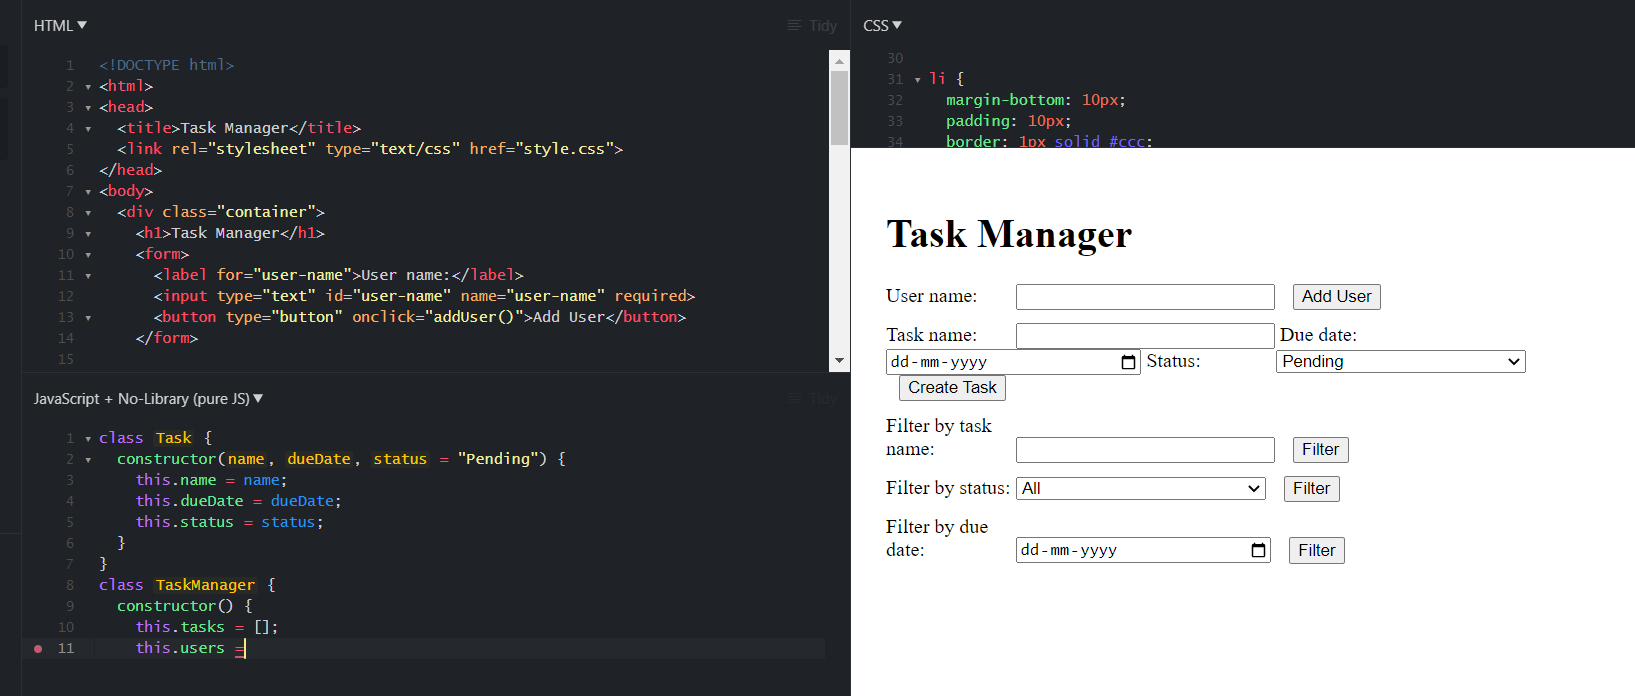 HTML
Tidy
1 <!DOCTYPE html>
2 <html>
3 <head>
4 <title>Task Manager</title>
5 <link rel="stylesheet" type="text/css" href="style.css">
6 </head>
7 <body>
8 <div class="container">
9 <h1>Task Manager</h1>
10 <form>
11 <label for="user-name">User name:</label>
12 <input type="text" id="user-name" name="user-name" required>
13 <button type="button" onclick="addUser()">Add User</button>
14 </form>
15
JavaScript + No-Library (pure JS)
Tidy
1 class Task {
2 constructor(name, dueDate, status = "Pending") {
3 this.name = name;
4 this.dueDate = dueDate;
5 this.status = status;
6 }
7 }
8 class TaskManager {
9 constructor() {
10 this.tasks = [];
11 this.users =
CSS
30
31 li {
32 margin-bottom: 10px;
33 padding: 10px;
34 border: 1px solid #ccc;
Task Manager
User name: Add User
Task name: Due date:
dd-mm-yyyy Status: Pending
Create Task
Filter by task
name: Filter
Filter by status: All Filter
Filter by due
date: dd-mm-yyyy Filter